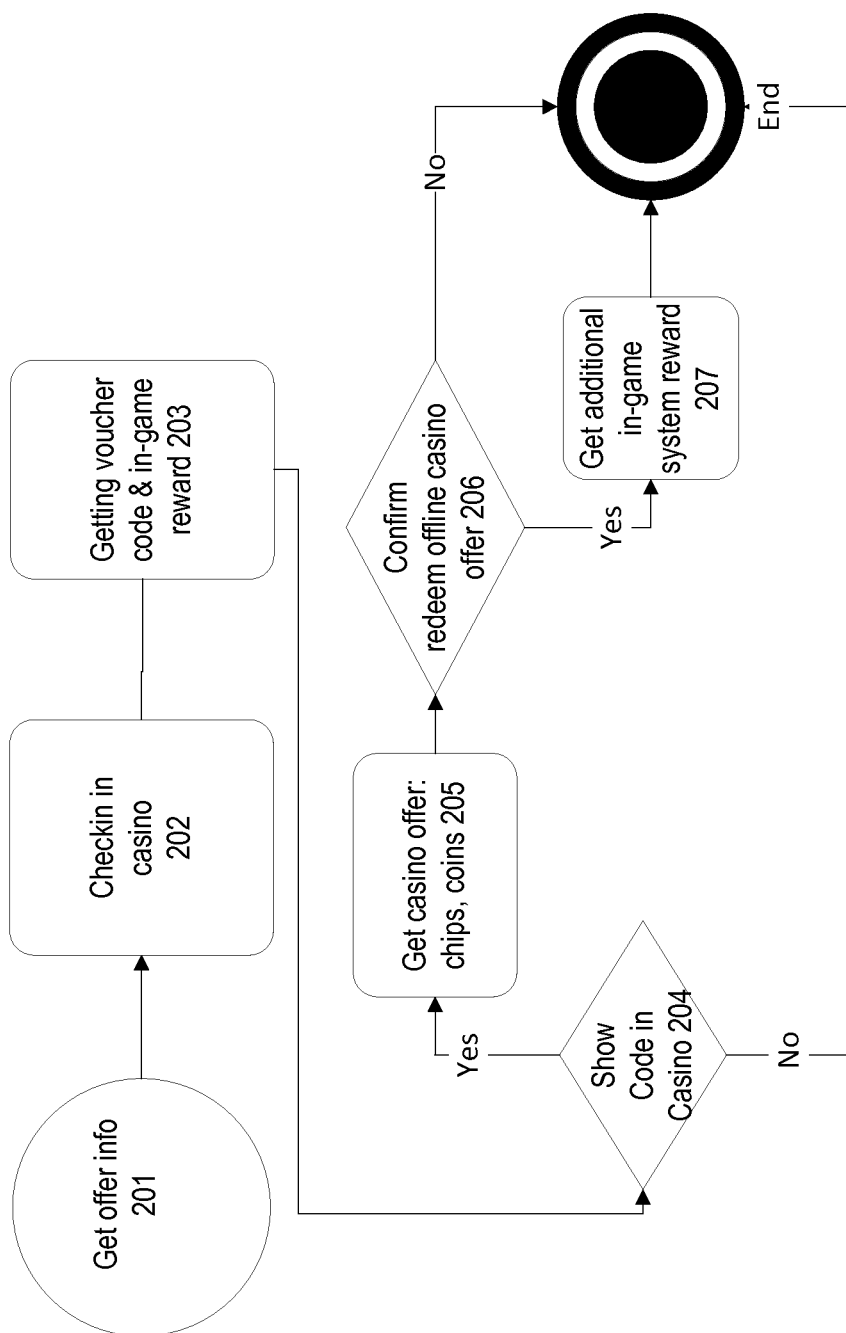 Get offer info
201
Checkin in
casino
202
Getting voucher
code & in-game
reward 203
Show
Code in
Casino 204
Yes
No
Get casino offer:
chips, coins 205
Confirm
redeem offline casino
offer 206
No
Yes
Get additional
in-game
system reward
207
End